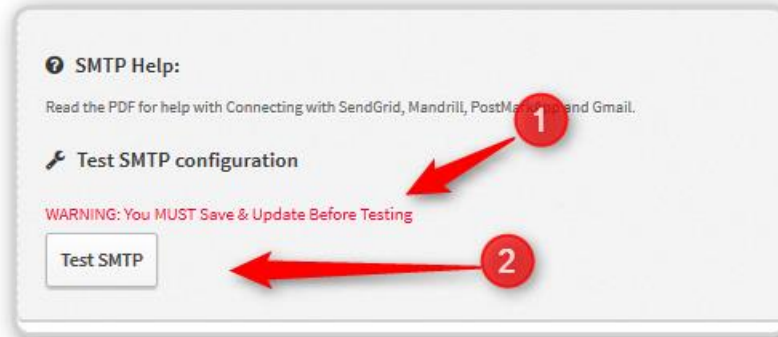 SMTP Help:
Read the PDF for help with Connecting with SendGrid, Mandrill, PostMarkApp and Gmail.
1
Test SMTP configuration
WARNING: You MUST Save & Update Before Testing
Test SMTP
2